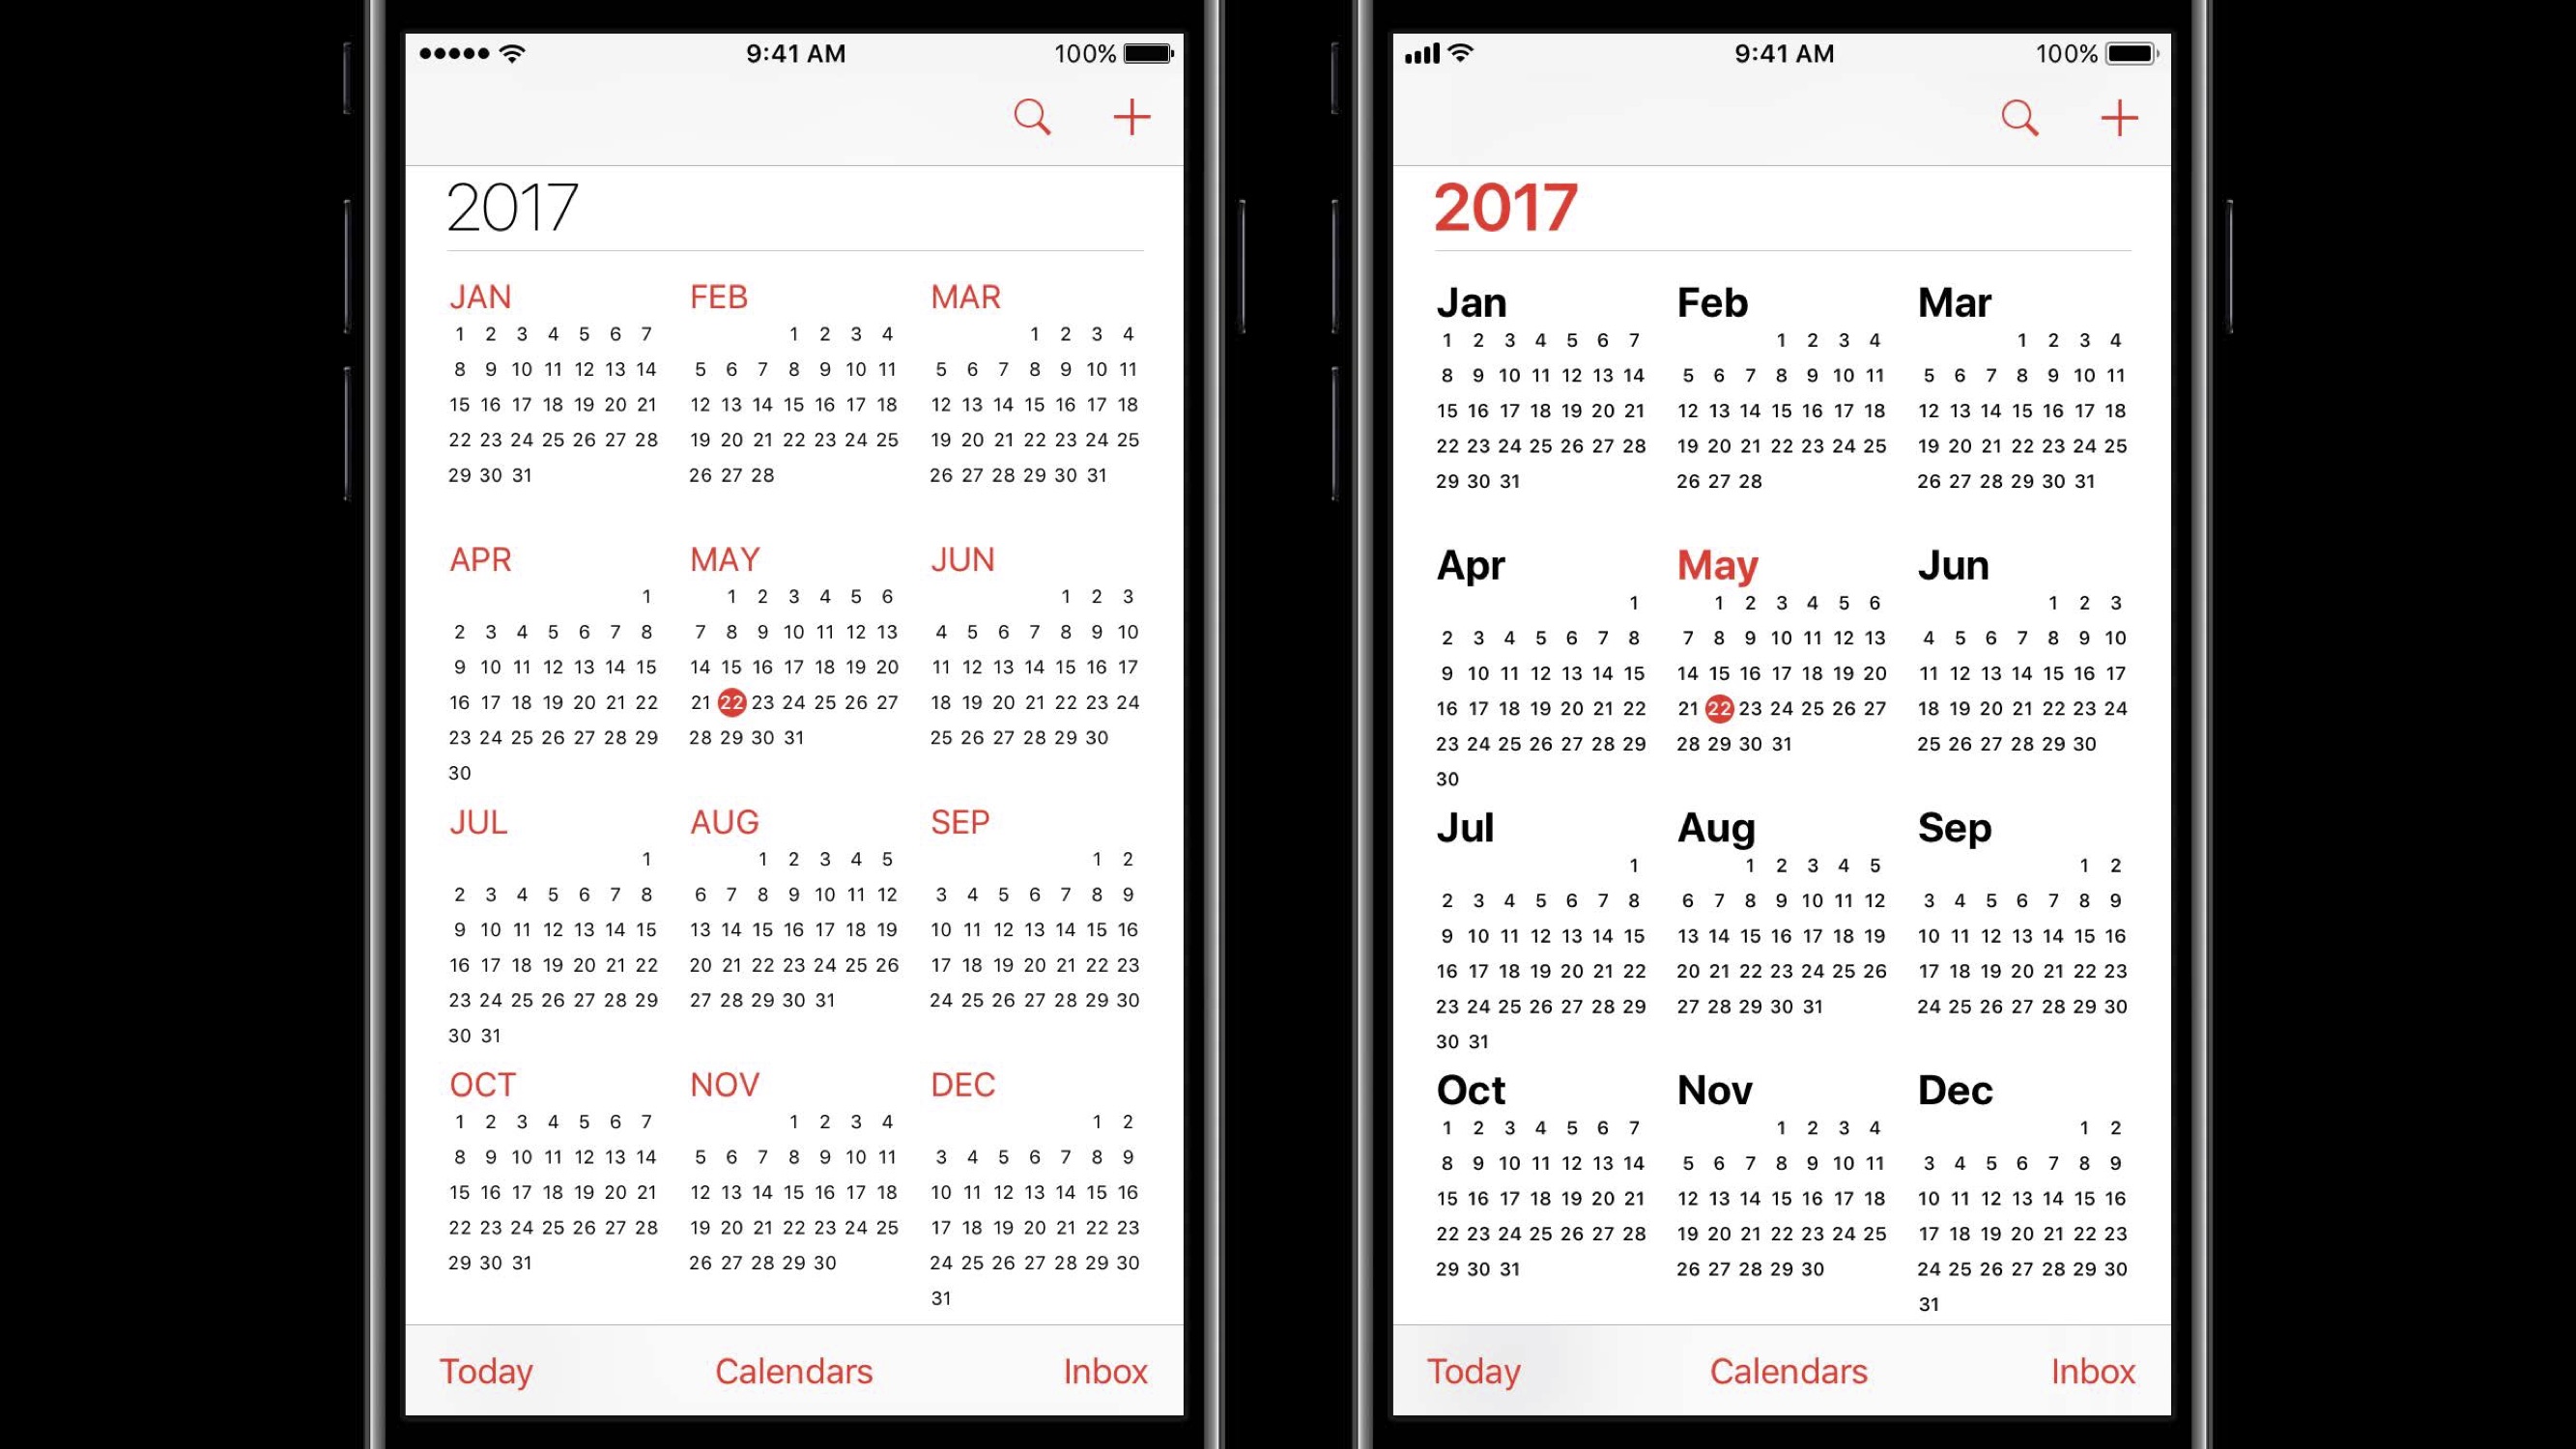 9:41 AM 100%
2017
JAN FEB MAR
1 2 3 4 5 6 7 1 2 3 4 1 2 3 4
8 9 10 11 12 13 14 5 6 7 8 9 10 11 5 6 7 8 9 10 11
15 16 17 18 19 20 21 12 13 14 15 16 17 18 12 13 14 15 16 17 18
22 23 24 25 26 27 28 19 20 21 22 23 24 25 19 20 21 22 23 24 25
29 30 31 26 27 28 26 27 28 29 30 31
APR MAY JUN
1 1 2 3 4 5 6 1 2 3
2 3 4 5 6 7 8 7 8 9 10 11 12 13 4 5 6 7 8 9 10
9 10 11 12 13 14 15 14 15 16 17 18 19 20 11 12 13 14 15 16 17
16 17 18 19 20 21 22 21 22 23 24 25 26 27 18 19 20 21 22 23 24
23 24 25 26 27 28 29 28 29 30 31 25 26 27 28 29 30
30
JUL AUG SEP
1 1 2 3 4 5 1 2
2 3 4 5 6 7 8 6 7 8 9 10 11 12 3 4 5 6 7 8 9
9 10 11 12 13 14 15 13 14 15 16 17 18 19 10 11 12 13 14 15 16
16 17 18 19 20 21 22 20 21 22 23 24 25 26 17 18 19 20 21 22 23
23 24 25 26 27 28 29 27 28 29 30 31 24 25 26 27 28 29 30
30 31
OCT NOV DEC
1 2 3 4 5 6 7 1 2 3 4 1 2
8 9 10 11 12 13 14 5 6 7 8 9 10 11 3 4 5 6 7 8 9
15 16 17 18 19 20 21 12 13 14 15 16 17 18 10 11 12 13 14 15 16
22 23 24 25 26 27 28 19 20 21 22 23 24 25 17 18 19 20 21 22 23
29 30 31 26 27 28 29 30 24 25 26 27 28 29 30
31
Today Calendars Inbox
9:41 AM 100%
2017
Jan Feb Mar
1 2 3 4 5 6 7 1 2 3 4 1 2 3 4
8 9 10 11 12 13 14 5 6 7 8 9 10 11 5 6 7 8 9 10 11
15 16 17 18 19 20 21 12 13 14 15 16 17 18 12 13 14 15 16 17 18
22 23 24 25 26 27 28 19 20 21 22 23 24 25 19 20 21 22 23 24 25
29 30 31 26 27 28 26 27 28 29 30 31
Apr May Jun
1 1 2 3 4 5 6 1 2 3
2 3 4 5 6 7 8 7 8 9 10 11 12 13 4 5 6 7 8 9 10
9 10 11 12 13 14 15 14 15 16 17 18 19 20 11 12 13 14 15 16 17
16 17 18 19 20 21 22 21 22 23 24 25 26 27 18 19 20 21 22 23 24
23 24 25 26 27 28 29 28 29 30 31 25 26 27 28 29 30
30
Jul Aug Sep
1 1 2 3 4 5 1 2
2 3 4 5 6 7 8 6 7 8 9 10 11 12 3 4 5 6 7 8 9
9 10 11 12 13 14 15 13 14 15 16 17 18 19 10 11 12 13 14 15 16
16 17 18 19 20 21 22 20 21 22 23 24 25 26 17 18 19 20 21 22 23
23 24 25 26 27 28 29 27 28 29 30 31 24 25 26 27 28 29 30
30 31
Oct Nov Dec
1 2 3 4 5 6 7 1 2 3 4 1 2
8 9 10 11 12 13 14 5 6 7 8 9 10 11 3 4 5 6 7 8 9
15 16 17 18 19 20 21 12 13 14 15 16 17 18 10 11 12 13 14 15 16
22 23 24 25 26 27 28 19 20 21 22 23 24 25 17 18 19 20 21 22 23
29 30 31 26 27 28 29 30 24 25 26 27 28 29 30
31
Today Calendars Inbox